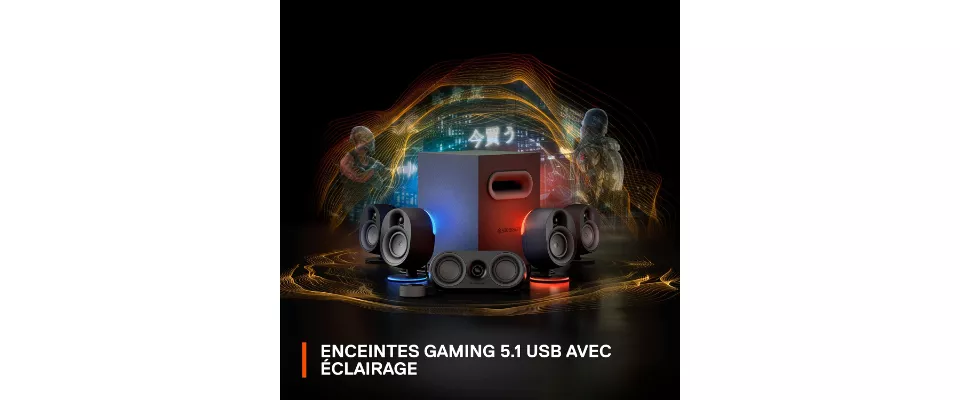 今買う
ENCEINTES GAMING 5.1 USB AVEC
ÉCLAIRAGE